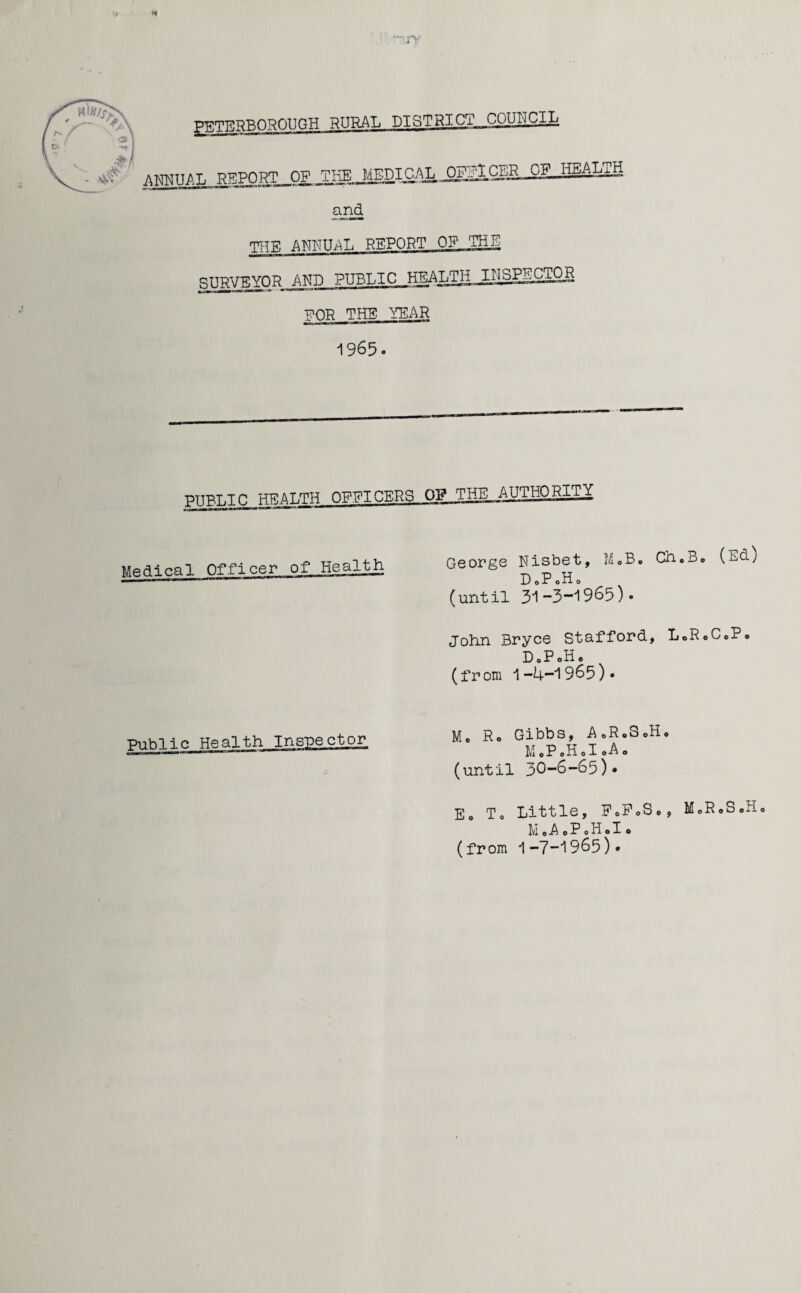 PETERBOROUGH RURAL DISTRICT COUNCIL
ANNUAL REPORT OF THE MEDICAL OFFICER OF HEALTH
and
THE ANNUAL REPORT OF THE
SURVEYOR AND PUBLIC HEALTH INSPECTOR
FOR THE YEAR
1965.
PUBLIC HEALTH OFFICERS OF THE AUTHORITY
Medical Officer of Health
George Nisbet, M.B. Ch.B. (Ed)
D.P.H.
(until 31-3-1965).
John Bryce Stafford, L.R.C.P.
D.P.H.
(from 1-4-1965).
Public Health Inspector
M. R. Gibbs, A.R.S.H.
M.P.H.I.A.
(until 30-6-65).
E. T. Little, F.F.S., M.R.S.H.
M.A.P.H.I.
(from 1-7-1965).